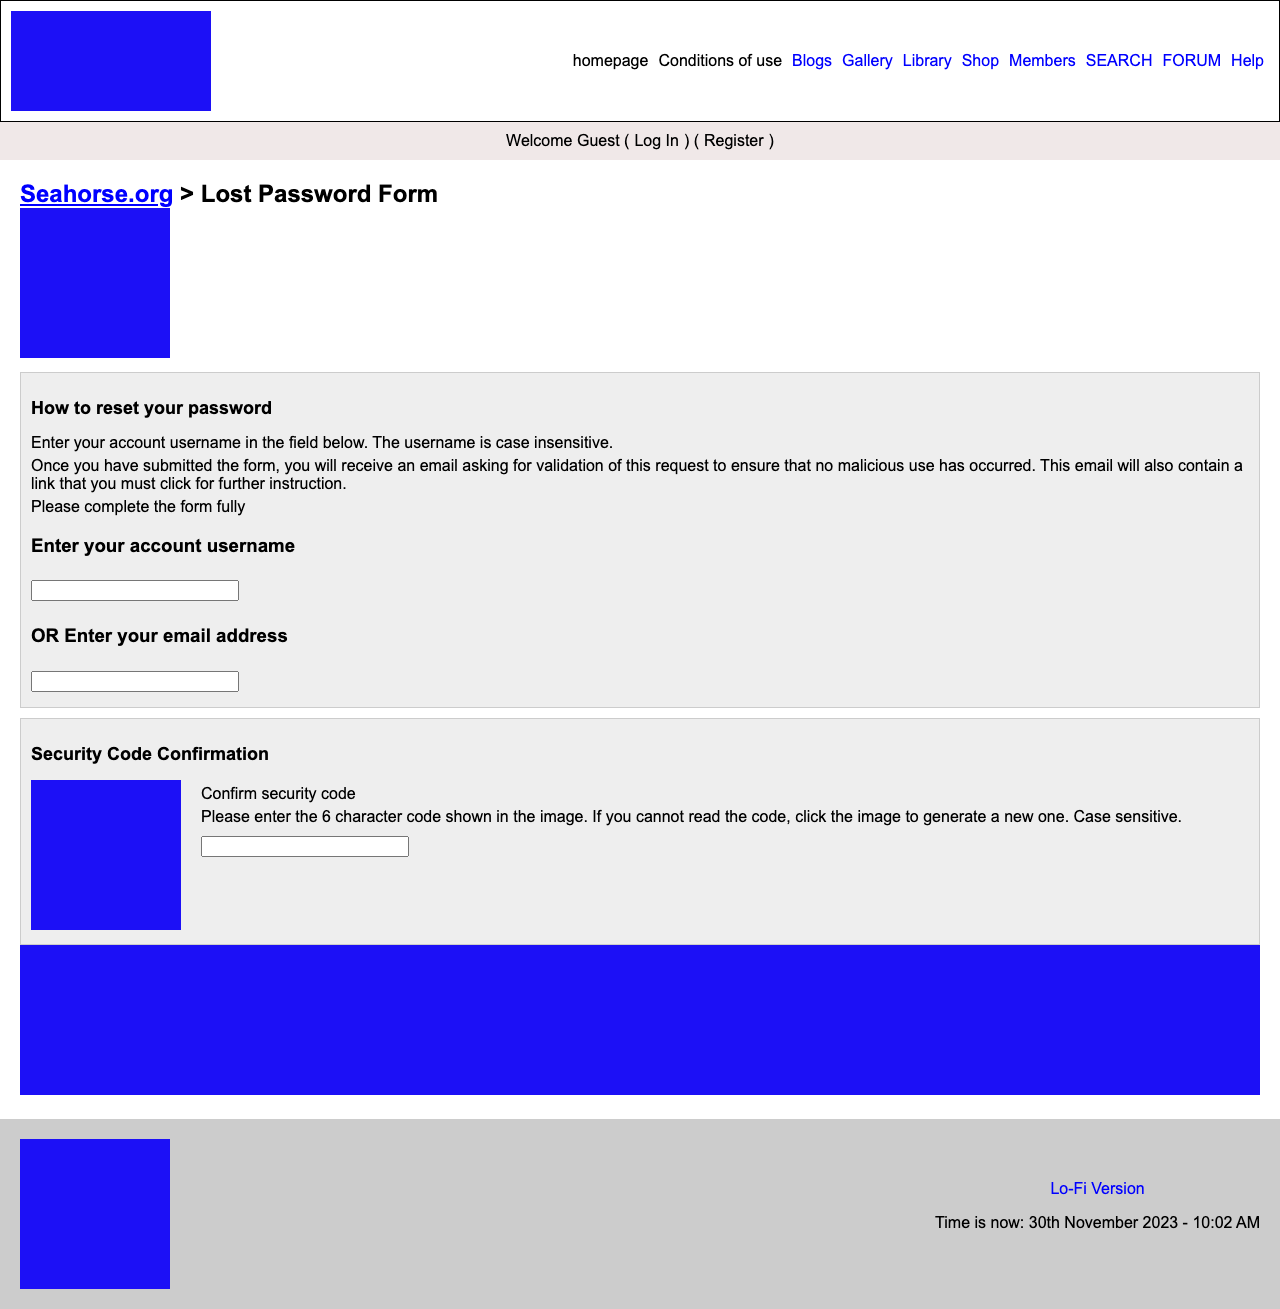 homepage Conditions of use Blogs Gallery Library Shop Members SEARCH FORUM Help
Welcome Guest ( Log In ) ( Register )
Seahorse.org > Lost Password Form
How to reset your password
Enter your account username in the field below. The username is case insensitive.
Once you have submitted the form, you will receive an email asking for validation of this request to ensure that no malicious use has occurred. This email will also contain a
link that you must click for further instruction.
Please complete the form fully
Enter your account username
OR Enter your email address
Security Code Confirmation
Confirm security code
Please enter the 6 character code shown in the image. If you cannot read the code, click the image to generate a new one. Case sensitive.
Lo-Fi Version
Time is now: 30th November 2023 - 10:02 AM